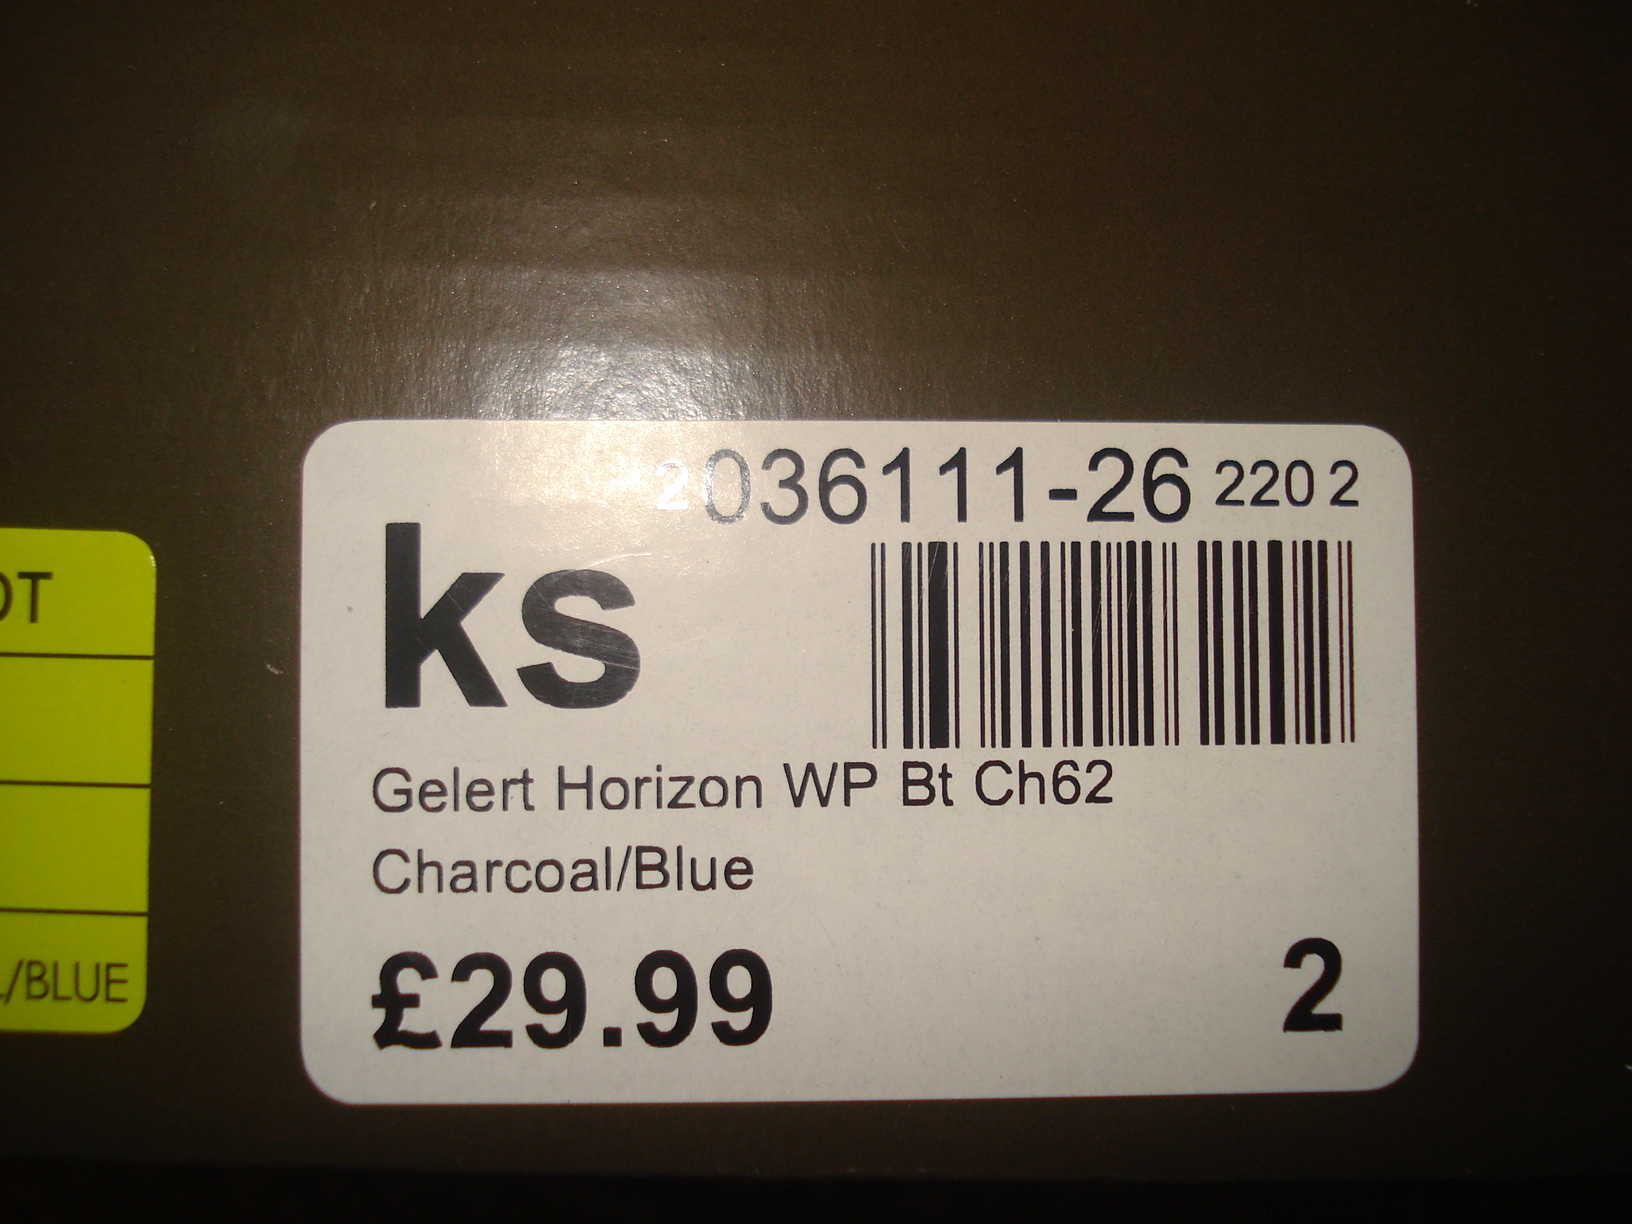 2036111-26 220 2
ks
Gelert Horizon WP Bt Ch62
Charcoal/Blue
£29.99 2
OT
/BLUE